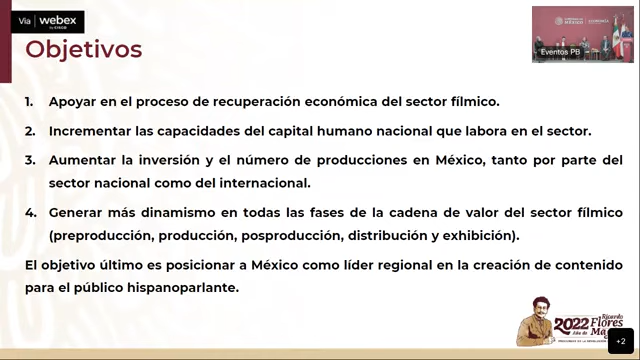 Via webex
by CISCO
Objetivos
Eventos PB
1. Apoyar en el proceso de recuperación económica del sector fílmico.
2. Incrementar las capacidades del capital humano nacional que labora en el sector.
3. Aumentar la inversión y el número de producciones en México, tanto por parte del
sector nacional como del internacional.
4. Generar más dinamismo en todas las fases de la cadena de valor del sector fílmico
(preproducción, producción, posproducción, distribución y exhibición).
El objetivo último es posicionar a México como líder regional en la creación de contenido
para el público hispanoparlante.
2022 Ricardo
Año de Flores
+2